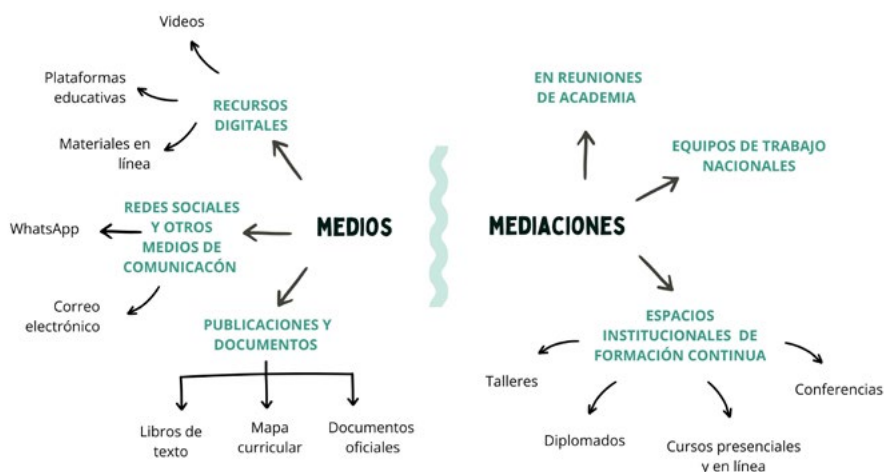 Videos
Plataformas
educativas
RECURSOS
DIGITALES
Materiales en
línea
REDES SOCIALES
Y OTROS
MEDIOS DE
COMUNICACÓN
WhatsApp
Correo
electrónico
MEDIOS
PUBLICACIONES Y
DOCUMENTOS
Libros de
texto
Mapa
curricular
Documentos
oficiales
EN REUNIONES
DE ACADEMIA
EQUIPOS DE TRABAJO
NACIONALES
MEDIACIONES
ESPACIOS
INSTITUCIONALES DE
FORMACIÓN CONTINUA
Talleres
Diplomados
Cursos presenciales
y en línea
Conferencias